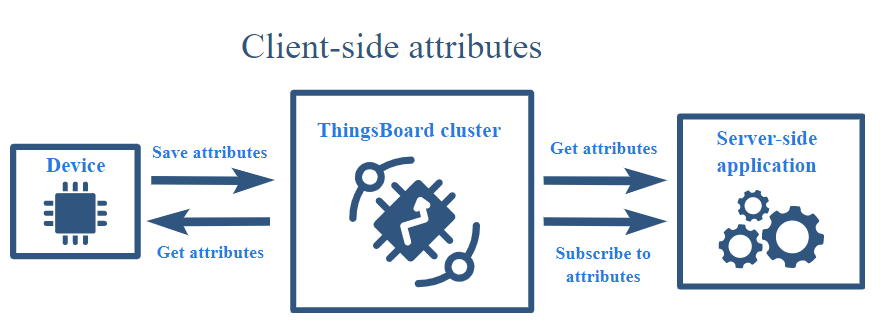 Client-side attributes
Device
Save attributes
Get attributes
ThingsBoard cluster
Get attributes
Subscribe to
attributes
Server-side
application